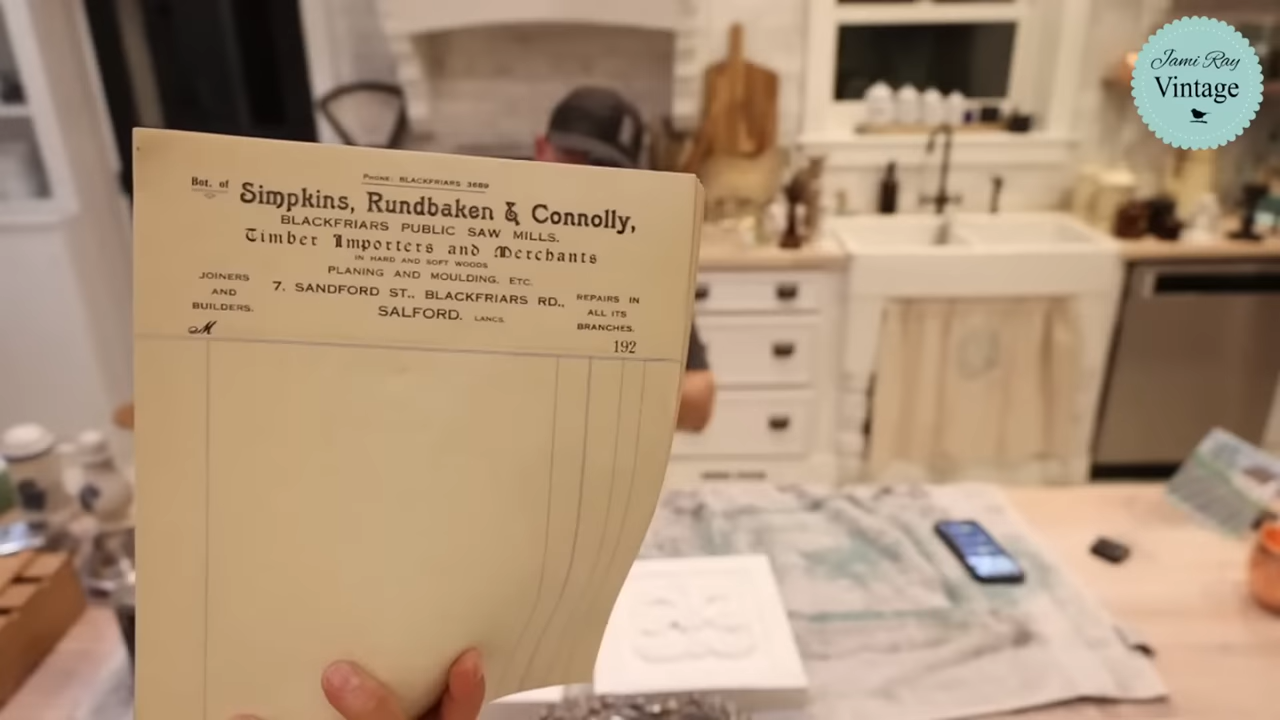 Jami Ray
Vintage
PHONE: BLACKFRIARS 3689
Bot. of
Simpkins, Rundbaken & Connolly,
BLACKFRIARS PUBLIC SAW MILLS.
Timber Importers and Merchants
IN HARD AND SOFT WOODS
PLANING AND MOULDING, ETC.
JOINERS
AND
BUILDERS.
7. SANDFORD ST., BLACKFRIARS RD.,
SALFORD. LANCS.
REPAIRS IN
ALL ITS
BRANCHES.
M
192